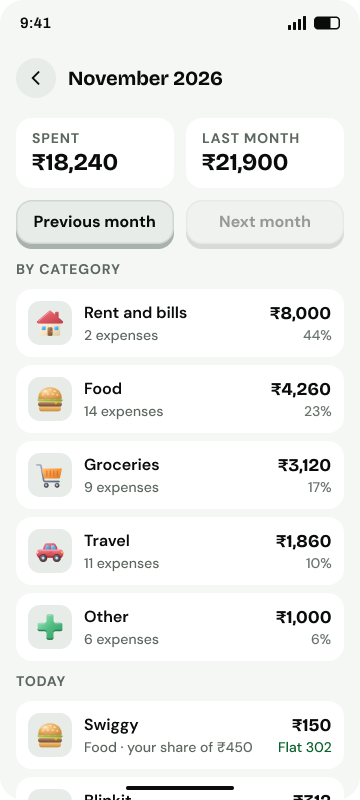 9:41
November 2026
SPENT
₹18,240
LAST MONTH
₹21,900
Previous month
Next month
BY CATEGORY
Rent and bills
₹8,000
2 expenses
44%
Food
₹4,260
14 expenses
23%
Groceries
₹3,120
9 expenses
17%
Travel
₹1,860
11 expenses
10%
Other
₹1,000
6 expenses
6%
TODAY
Swiggy
₹150
Food · your share of ₹450
Flat 302
Blinkit